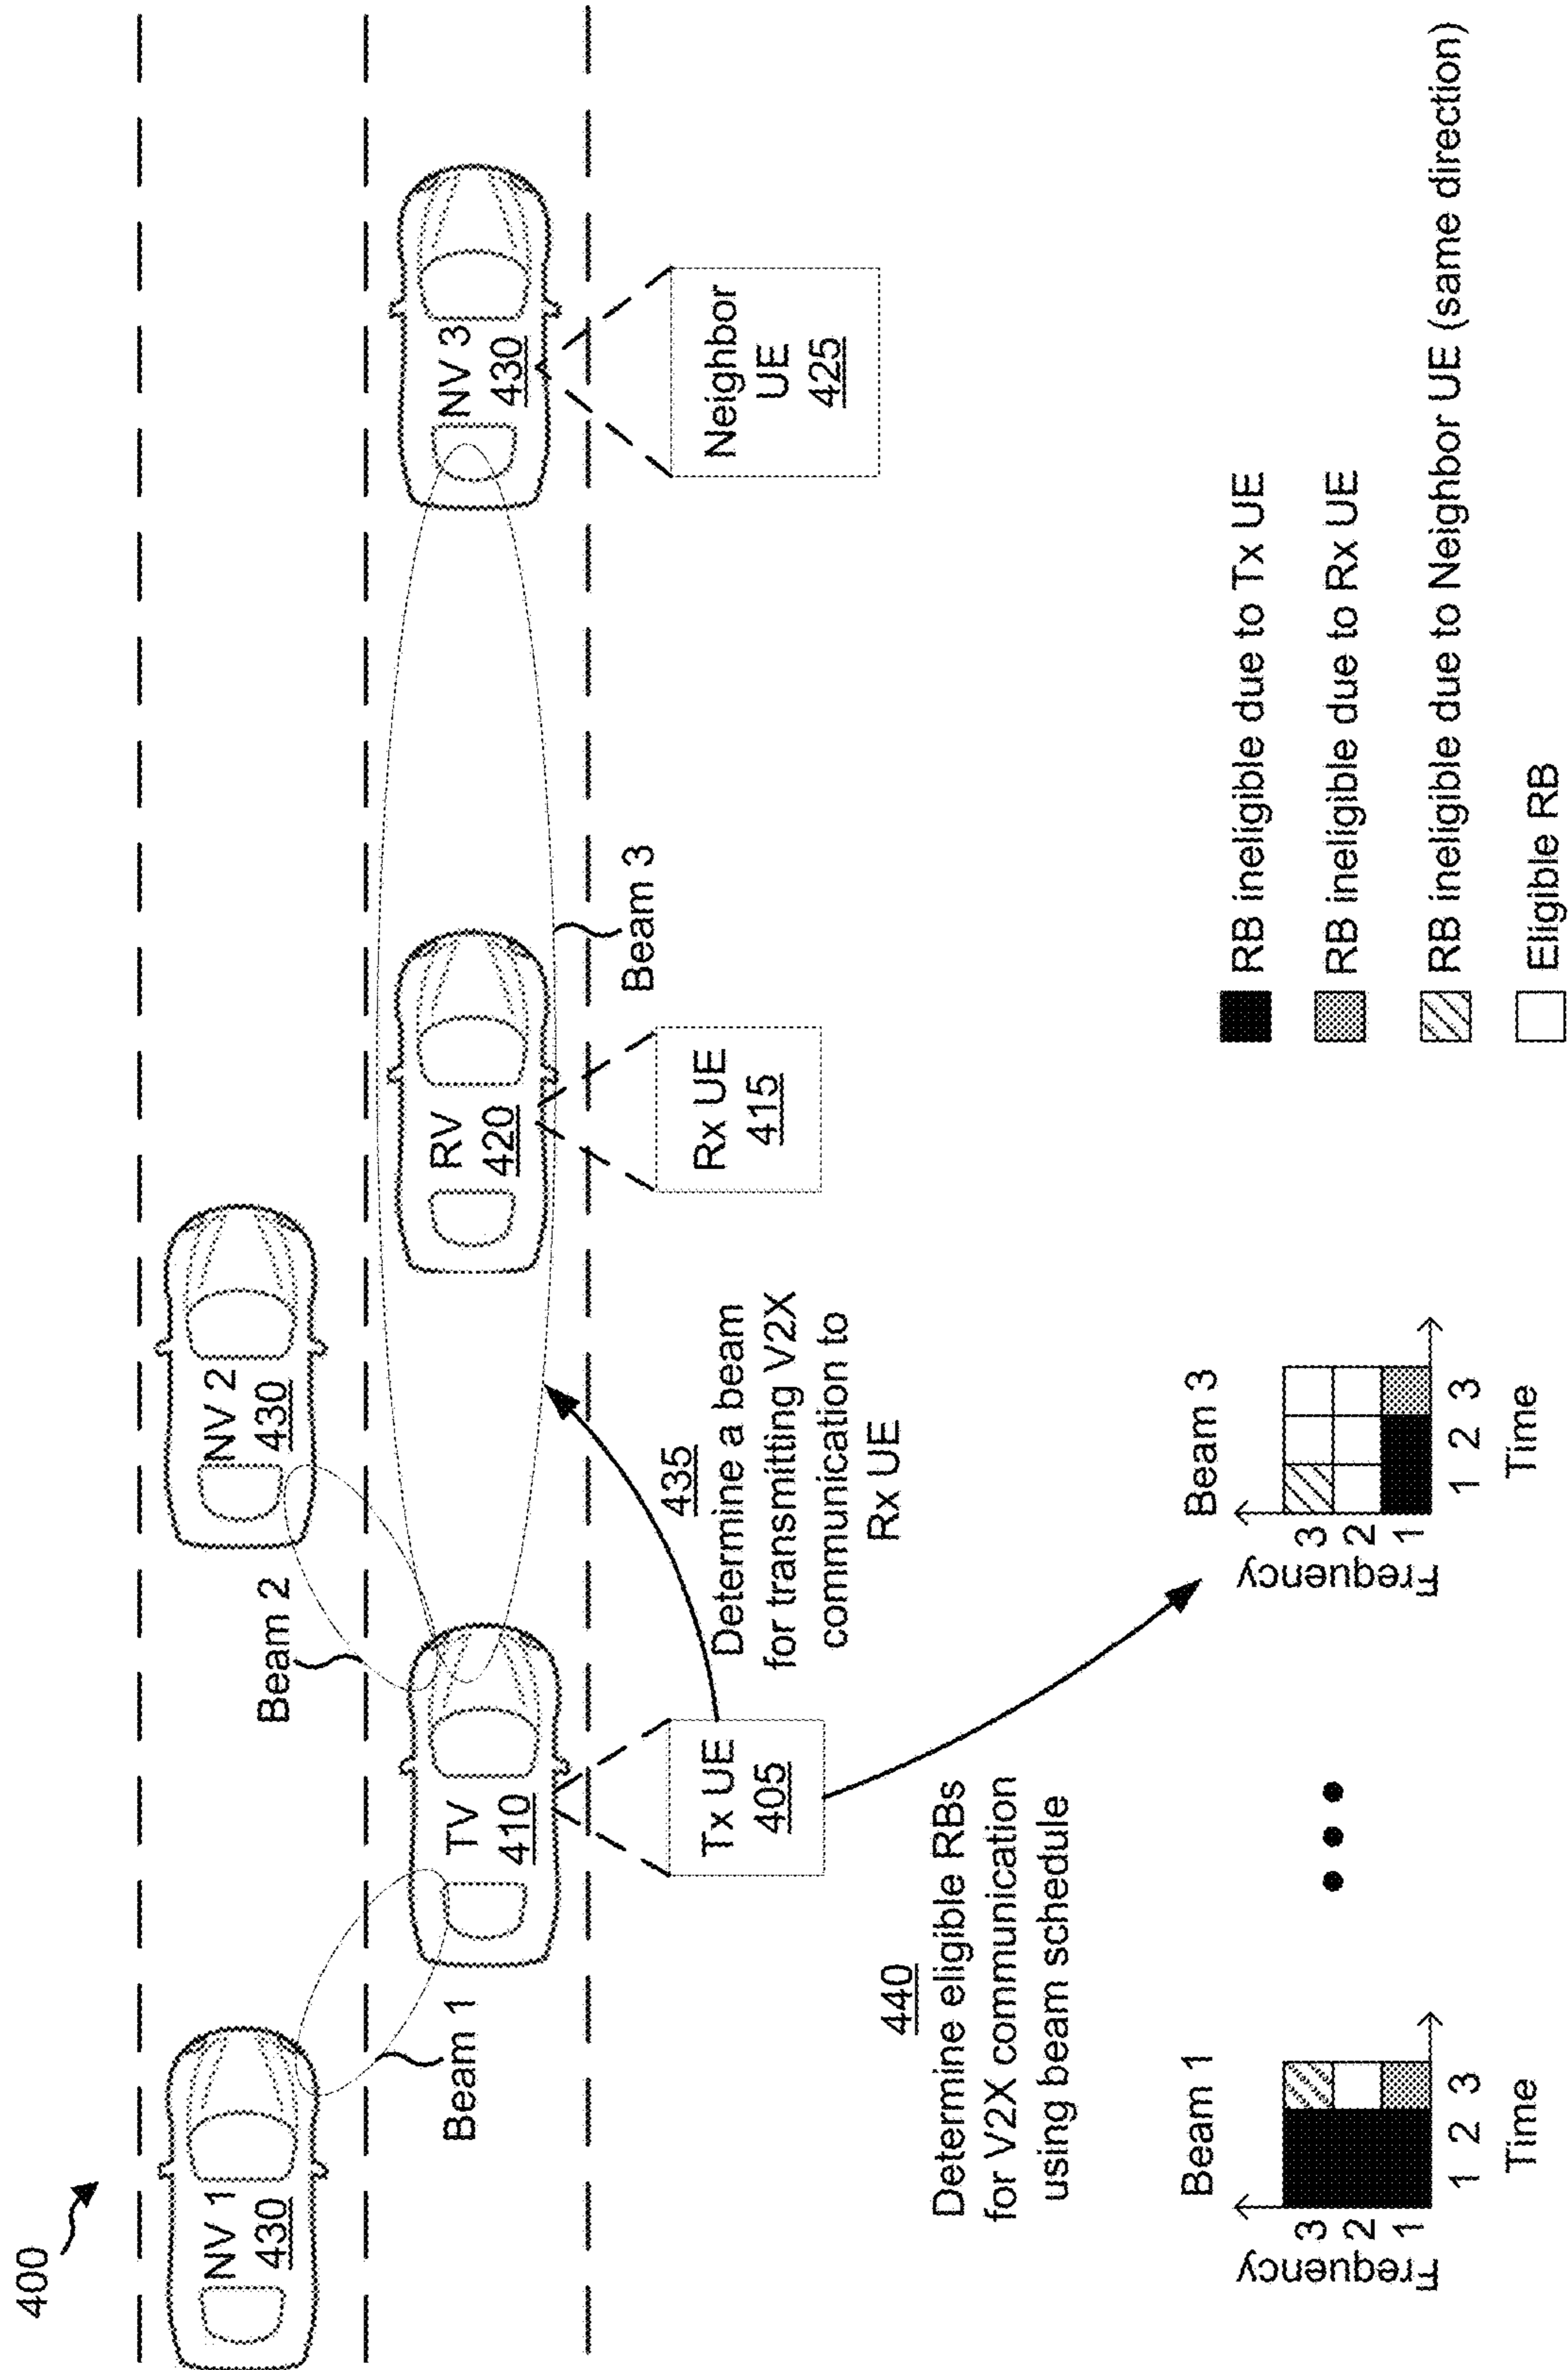 400
NV 1
430
NV 2
430
Beam 2
Beam 1
TV
410
RV
420
NV 3
430
Beam 3
Tx UE
405
Rx UE
415
Neighbor
UE
425
435
Determine a beam
for transmitting V2X
communication to
Rx UE
440
Determine eligible RBs
for V2X communication
using beam schedule
Beam 1
Frequency
3
2
1
1 2 3
Time
Beam 3
Frequency
3
2
1
1 2 3
Time
RB ineligible due to Tx UE
RB ineligible due to Rx UE
RB ineligible due to Neighbor UE (same direction)
Eligible RB